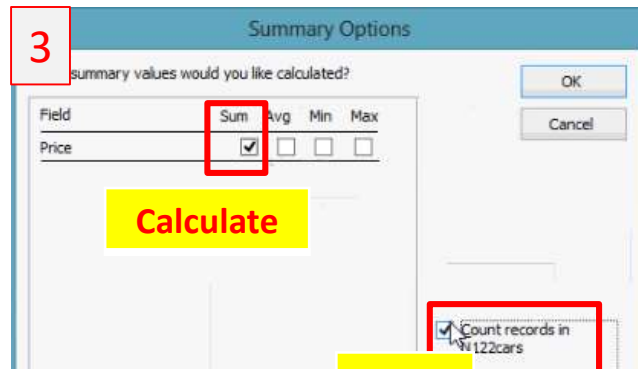 Summary Options
3
summary values would you like calculated?
OK
Field Sum Avg Min Max
Cancel
Price
Calculate
Count records in
N122cars